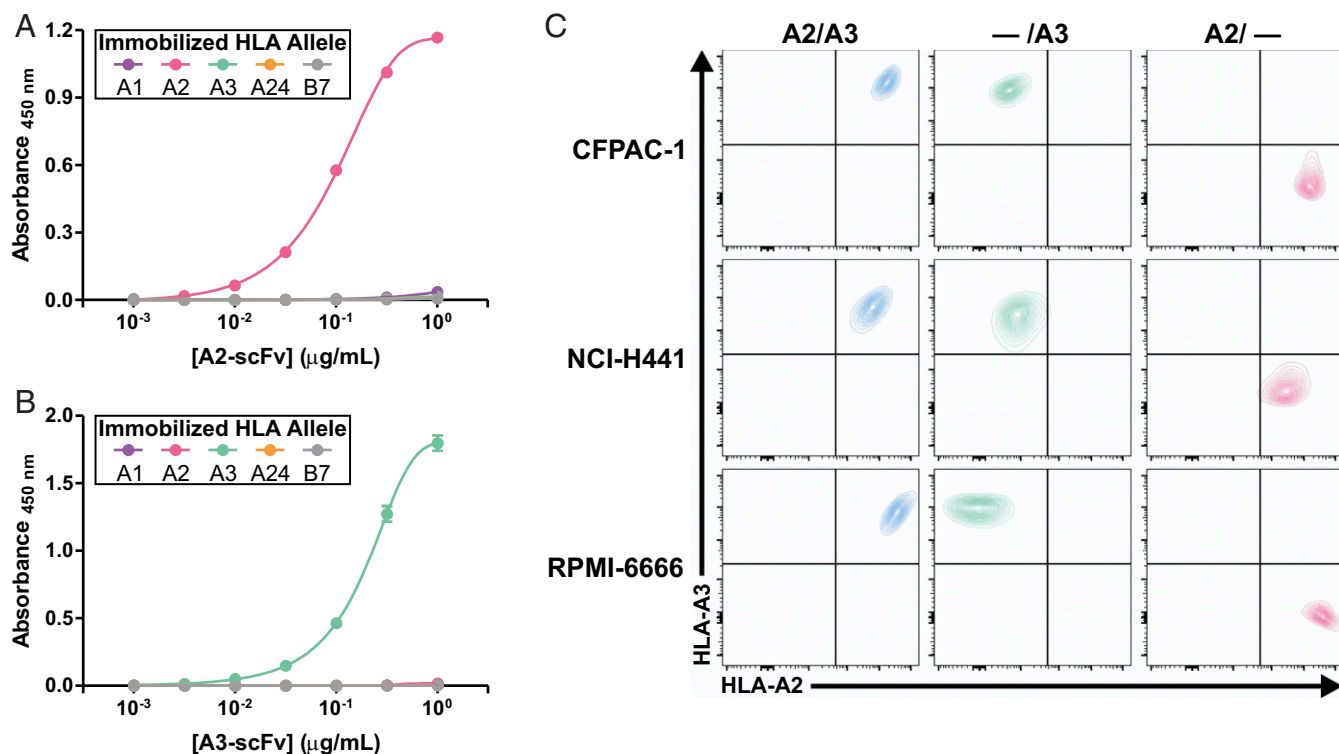 A
Immobilized HLA Allele
A1 A2 A3 A24 B7
1.2
0.9
0.6
0.3
0.0
Absorbance 450 nm
10-3 10-2 10-1 100
[A2-scFv] (μg/mL)
B
Immobilized HLA Allele
A1 A2 A3 A24 B7
2.0
1.5
1.0
0.5
0.0
Absorbance 450 nm
10-3 10-2 10-1 100
[A3-scFv] (μg/mL)
C
A2/A3 — /A3 A2/ —
CFPAC-1
NCI-H441
RPMI-6666
HLA-A3
HLA-A2